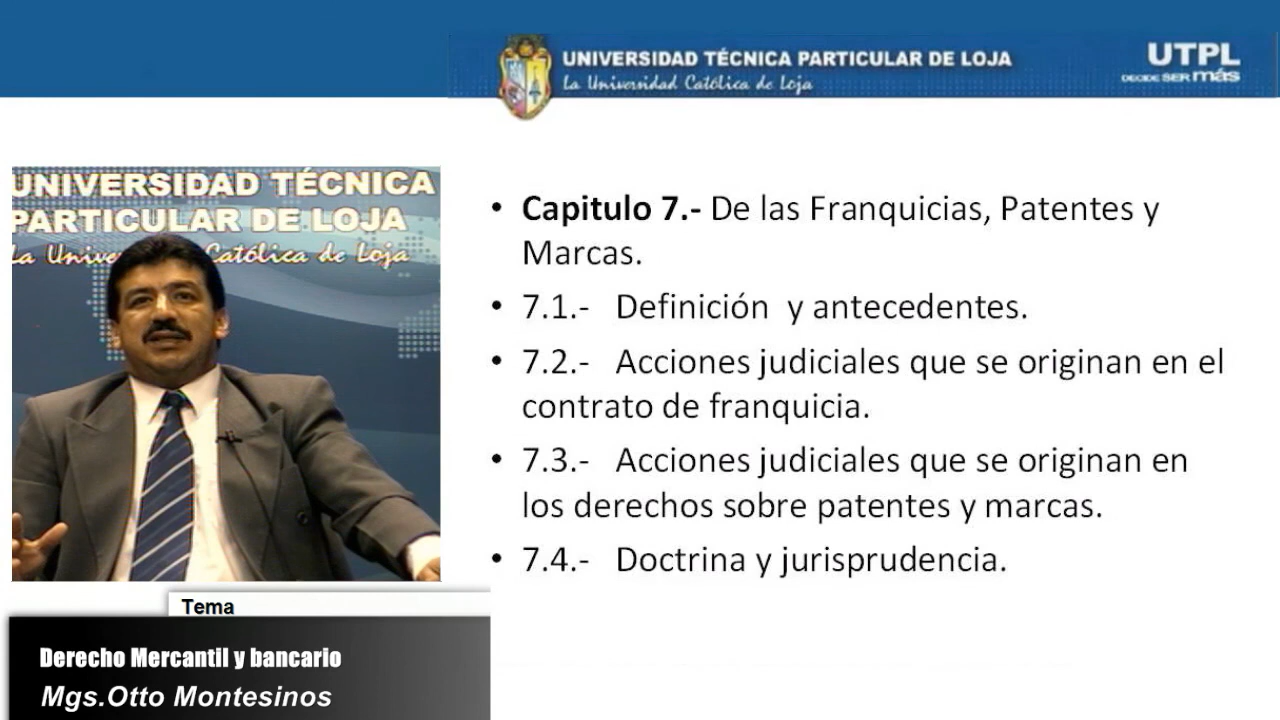 UNIVERSIDAD TÉCNICA PARTICULAR DE LOJA
La Universidad Católica de Loja
UTPL
DECIDE SER más
UNIVERSIDAD TÉCNICA
PARTICULAR DE LOJA
La Unive Católica de Loja
• Capitulo 7.- De las Franquicias, Patentes y
Marcas.
• 7.1.- Definición y antecedentes.
• 7.2.- Acciones judiciales que se originan en el
contrato de franquicia.
• 7.3.- Acciones judiciales que se originan en
los derechos sobre patentes y marcas.
• 7.4.- Doctrina y jurisprudencia.
Tema
Derecho Mercantil y bancario
Mgs.Otto Montesinos